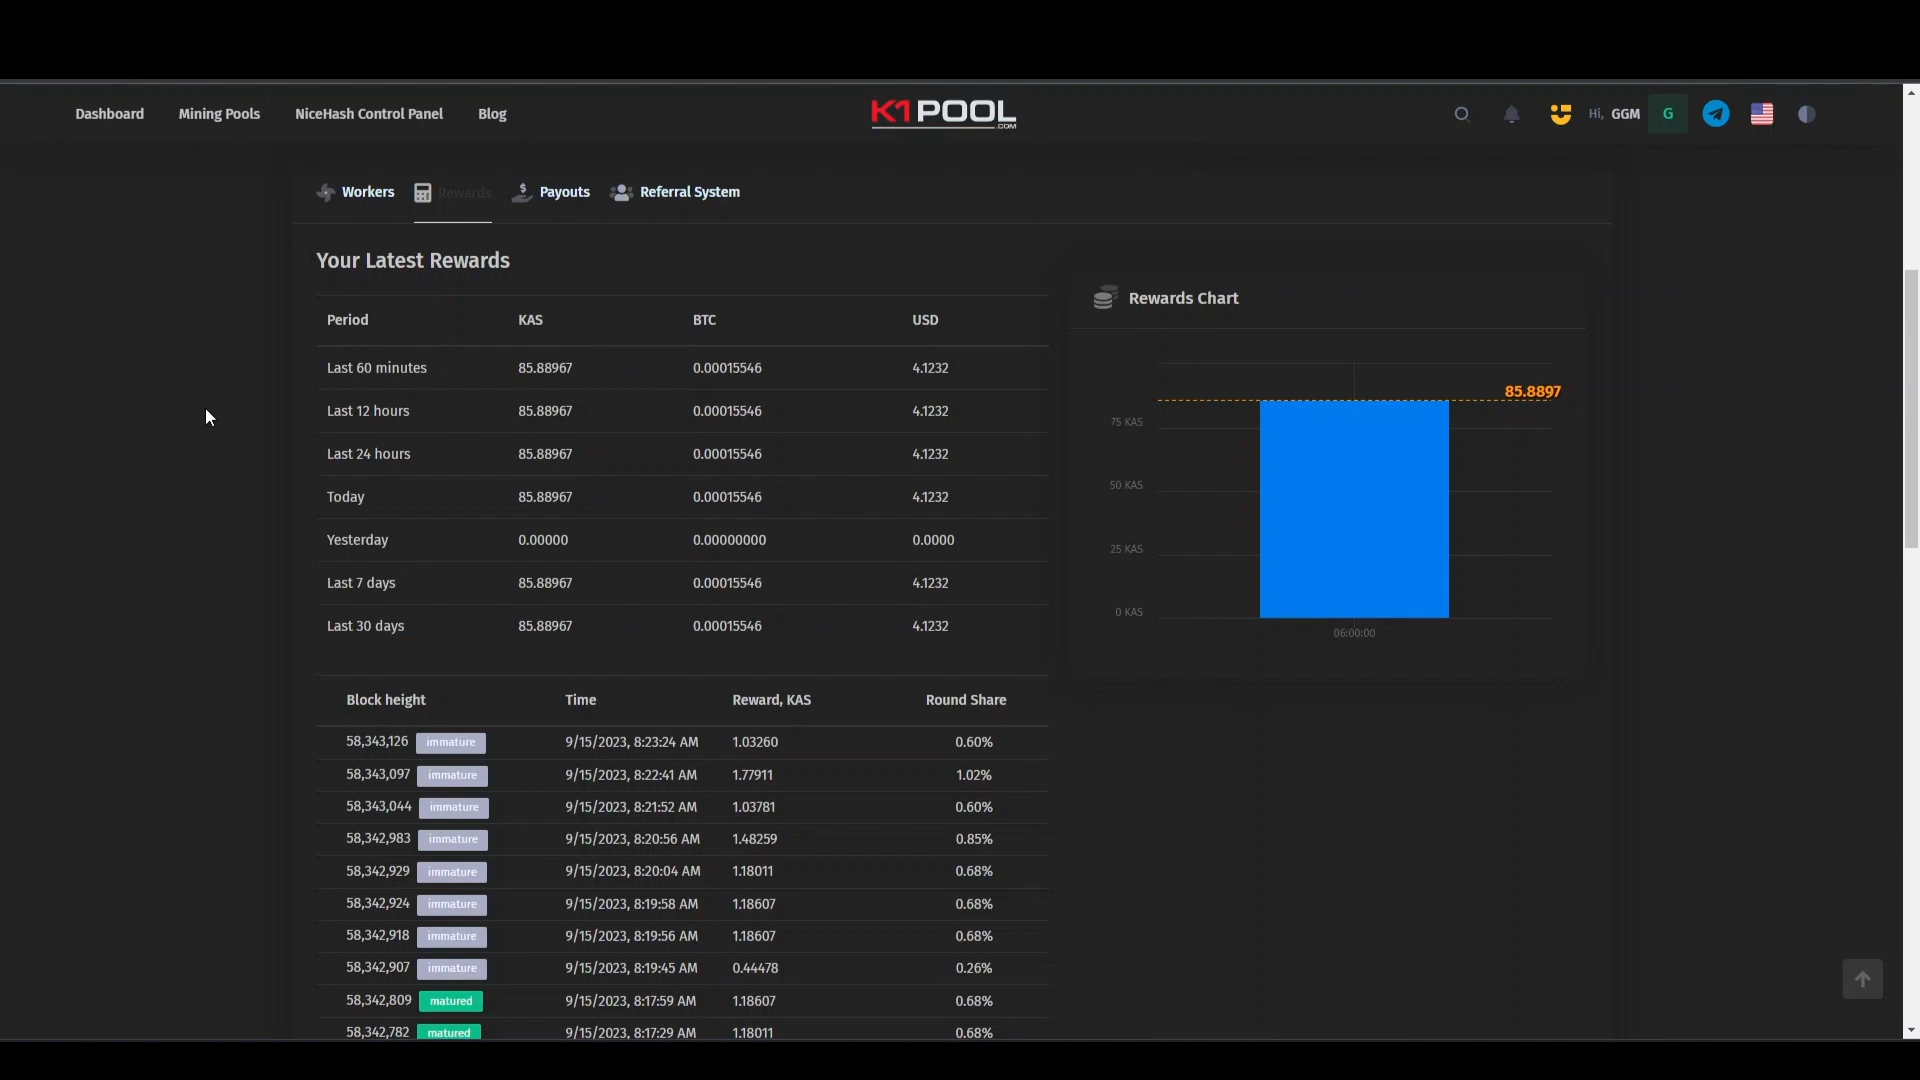 Dashboard Mining Pools NiceHash Control Panel Blog K1POOL .COM Hi, GGM G
Workers Rewards Payouts Referral System
Your Latest Rewards
Period KAS BTC USD
Last 60 minutes 85.88967 0.00015546 4.1232
Last 12 hours 85.88967 0.00015546 4.1232
Last 24 hours 85.88967 0.00015546 4.1232
Today 85.88967 0.00015546 4.1232
Yesterday 0.00000 0.00000000 0.0000
Last 7 days 85.88967 0.00015546 4.1232
Last 30 days 85.88967 0.00015546 4.1232
Rewards Chart
85.8897
75 KAS
50 KAS
25 KAS
0 KAS
06:00:00
Block height Time Reward, KAS Round Share
58,343,126 immature 9/15/2023, 8:23:24 AM 1.03260 0.60%
58,343,097 immature 9/15/2023, 8:22:41 AM 1.77911 1.02%
58,343,044 immature 9/15/2023, 8:21:52 AM 1.03781 0.60%
58,342,983 immature 9/15/2023, 8:20:56 AM 1.48259 0.85%
58,342,929 immature 9/15/2023, 8:20:04 AM 1.18011 0.68%
58,342,924 immature 9/15/2023, 8:19:58 AM 1.18607 0.68%
58,342,918 immature 9/15/2023, 8:19:56 AM 1.18607 0.68%
58,342,907 immature 9/15/2023, 8:19:45 AM 0.44478 0.26%
58,342,809 matured 9/15/2023, 8:17:59 AM 1.18607 0.68%
58,342,782 matured 9/15/2023, 8:17:29 AM 1.18011 0.68%